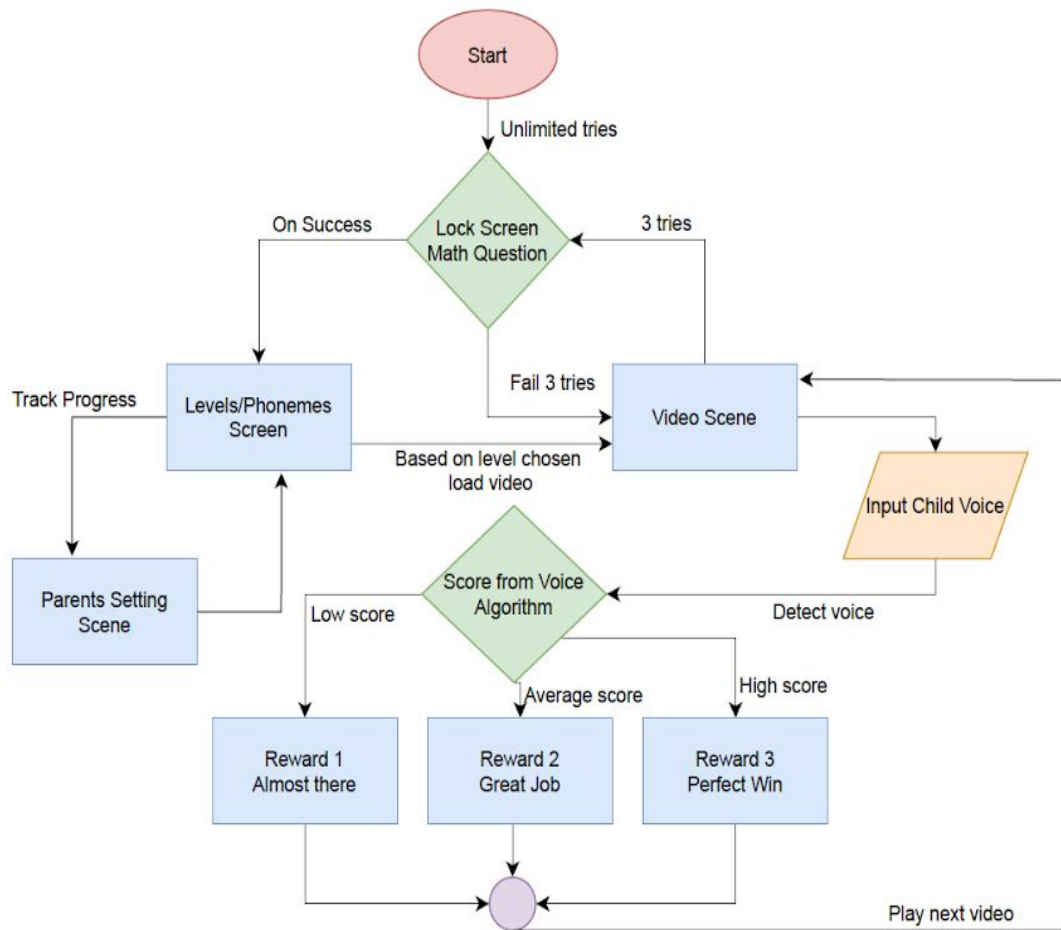 Start
Unlimited tries
On Success
Lock Screen
Math Question
3 tries
Track Progress
Levels/Phonemes
Screen
Fail 3 tries
Video Scene
Based on level chosen
load video
Input Child Voice
Parents Setting
Scene
Score from Voice
Algorithm
Low score
Detect voice
Average score
High score
Reward 1
Almost there
Reward 2
Great Job
Reward 3
Perfect Win
Play next video